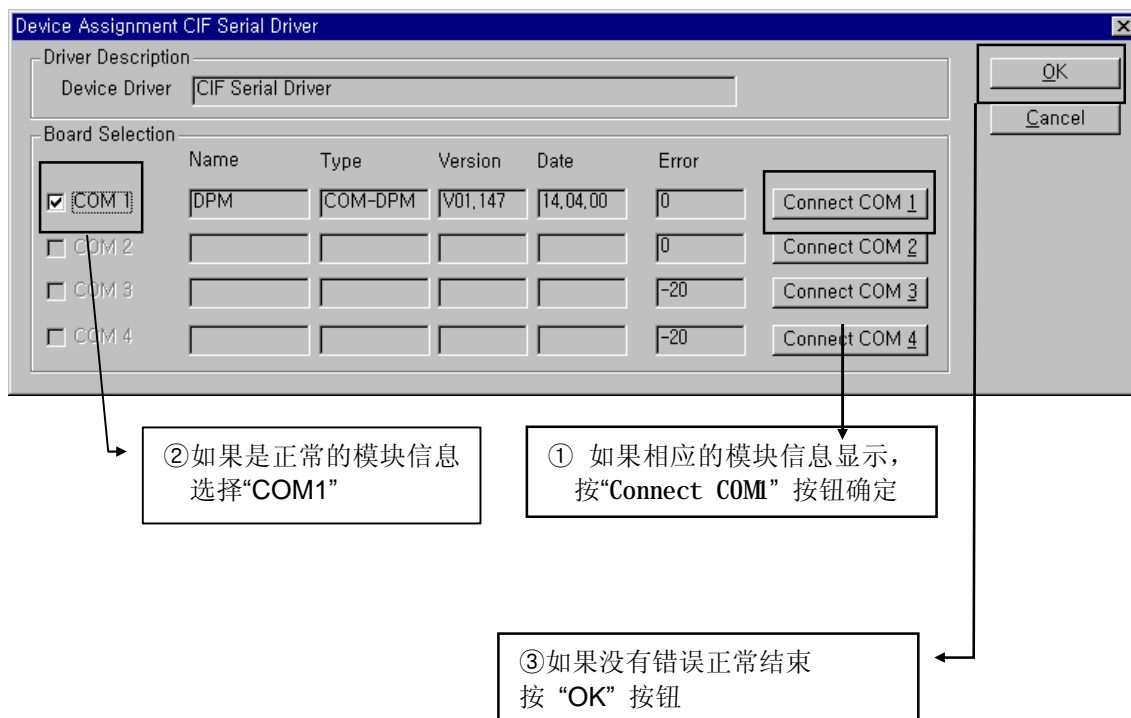 Device Assignment CIF Serial Driver
Driver Description
Device Driver CIF Serial Driver
OK
Cancel
Board Selection
Name Type Version Date Error
COM 1 DPM COM-DPM V01,147 14,04,00 0 Connect COM 1
COM 2 0 Connect COM 2
COM 3 -20 Connect COM 3
COM 4 -20 Connect COM 4
②如果是正常的模块信息
选择“COM1”
① 如果相应的模块信息显示，
按“Connect COM1” 按钮确定
③如果没有错误正常结束
按 “OK” 按钮